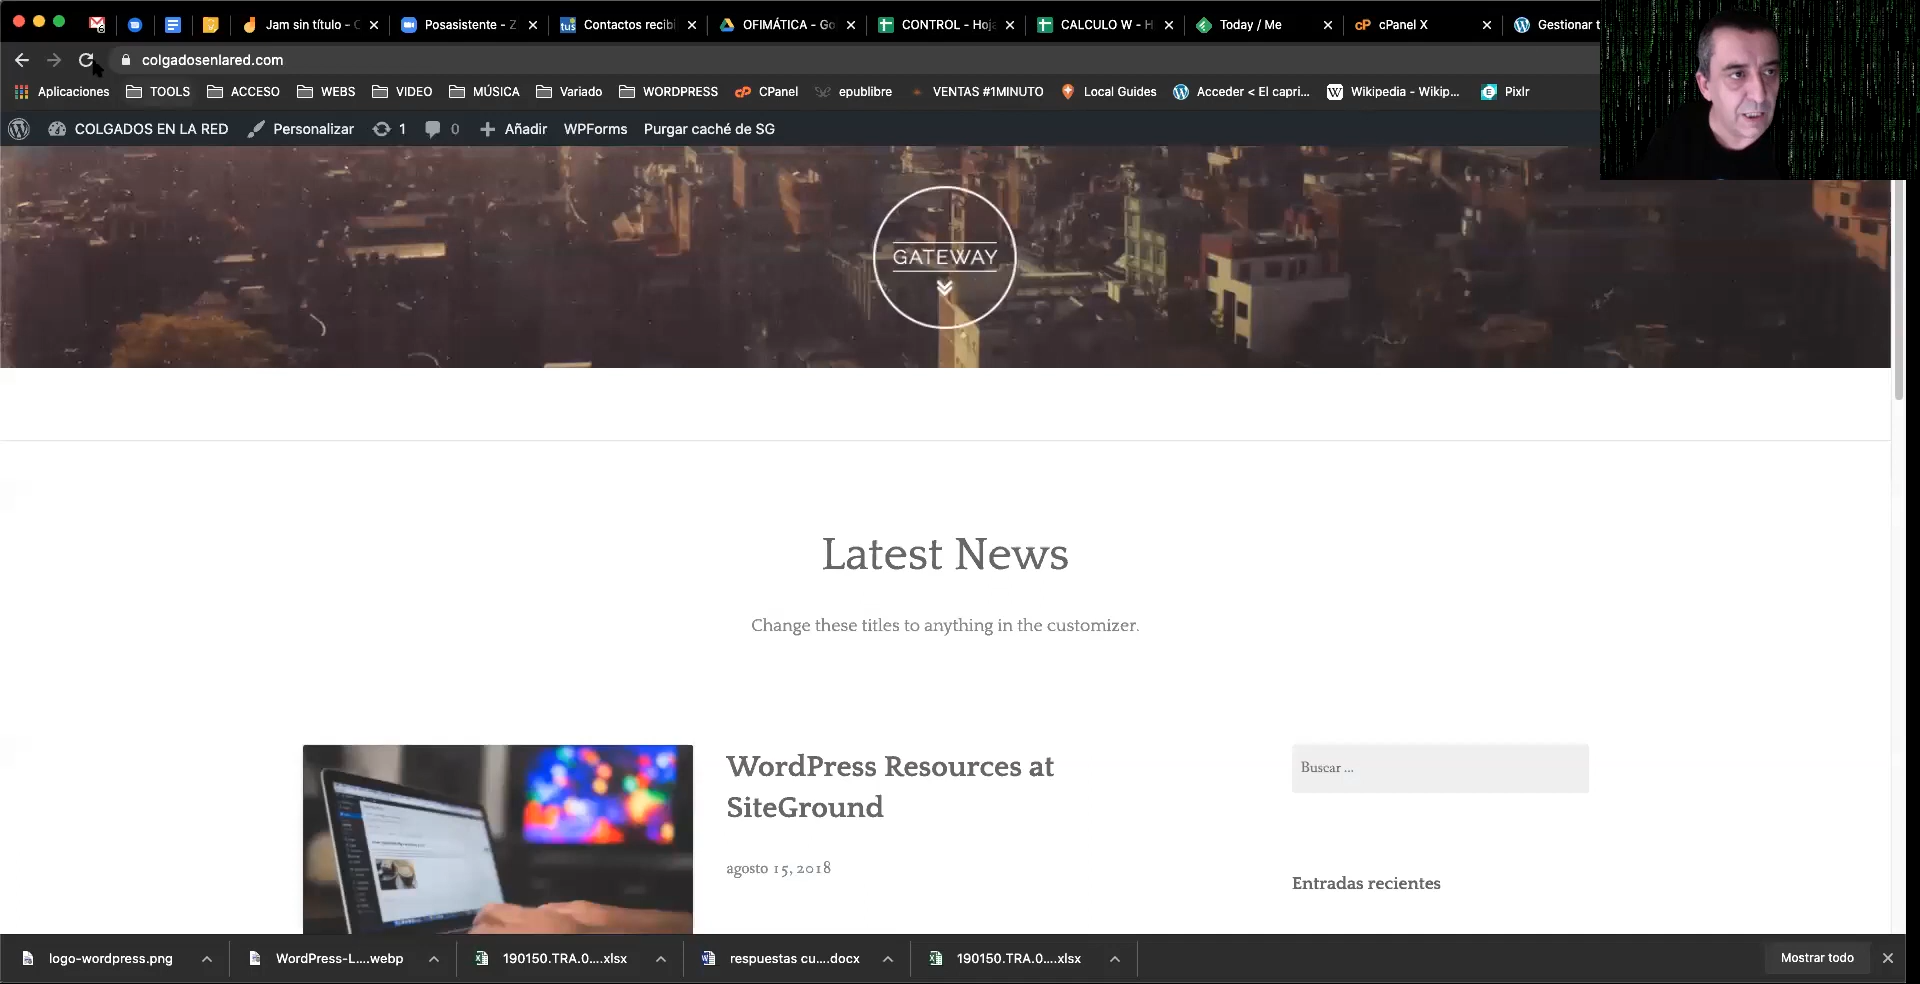 Jam sin título - C
Posasistente - Z
Contactos recibi
OFIMÁTICA - Go
CONTROL - Hoja
CALCULO W - H
Today / Me
cPanel X
Gestionar t
colgadosenlared.com
Aplicaciones
TOOLS
ACCESO
WEBS
VIDEO
MÚSICA
Variado
WORDPRESS
CPanel
epublibre
VENTAS #1MINUTO
Local Guides
Acceder < El capri...
Wikipedia - Wikip...
Pixlr
COLGADOS EN LA RED
Personalizar
1
0
Añadir
WPForms
Purgar caché de SG
GATEWAY
Latest News
Change these titles to anything in the customizer.
WordPress Resources at
SiteGround
agosto 15, 2018
Buscar ...
Entradas recientes
logo-wordpress.png
WordPress-L....webp
190150.TRA.0....xlsx
respuestas cu....docx
190150.TRA.0....xlsx
Mostrar todo